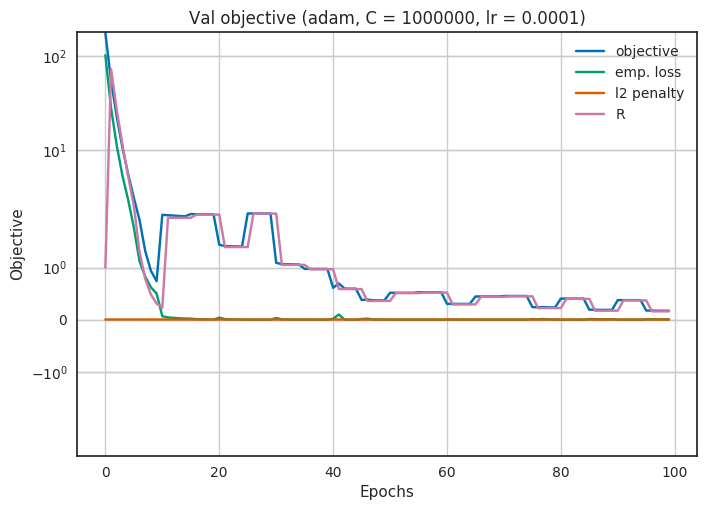 Val objective (adam, C = 1000000, lr = 0.0001)
objective
emp. loss
l2 penalty
R
10²
10¹
10⁰
0
−10⁰
Objective
0 20 40 60 80 100
Epochs